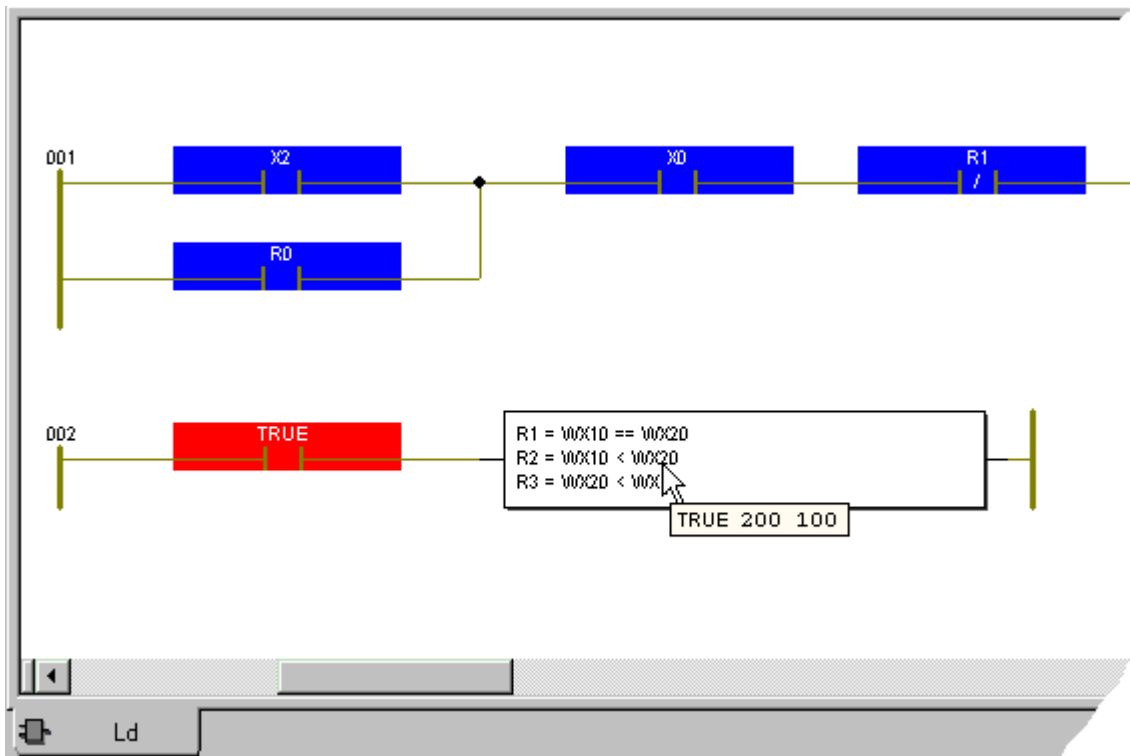 001
X2
X0
R1
/
R0
002
TRUE
R1 = WX10 == WX20
R2 = WX10 < WX20
R3 = WX20 < WX
TRUE 200 100
Ld